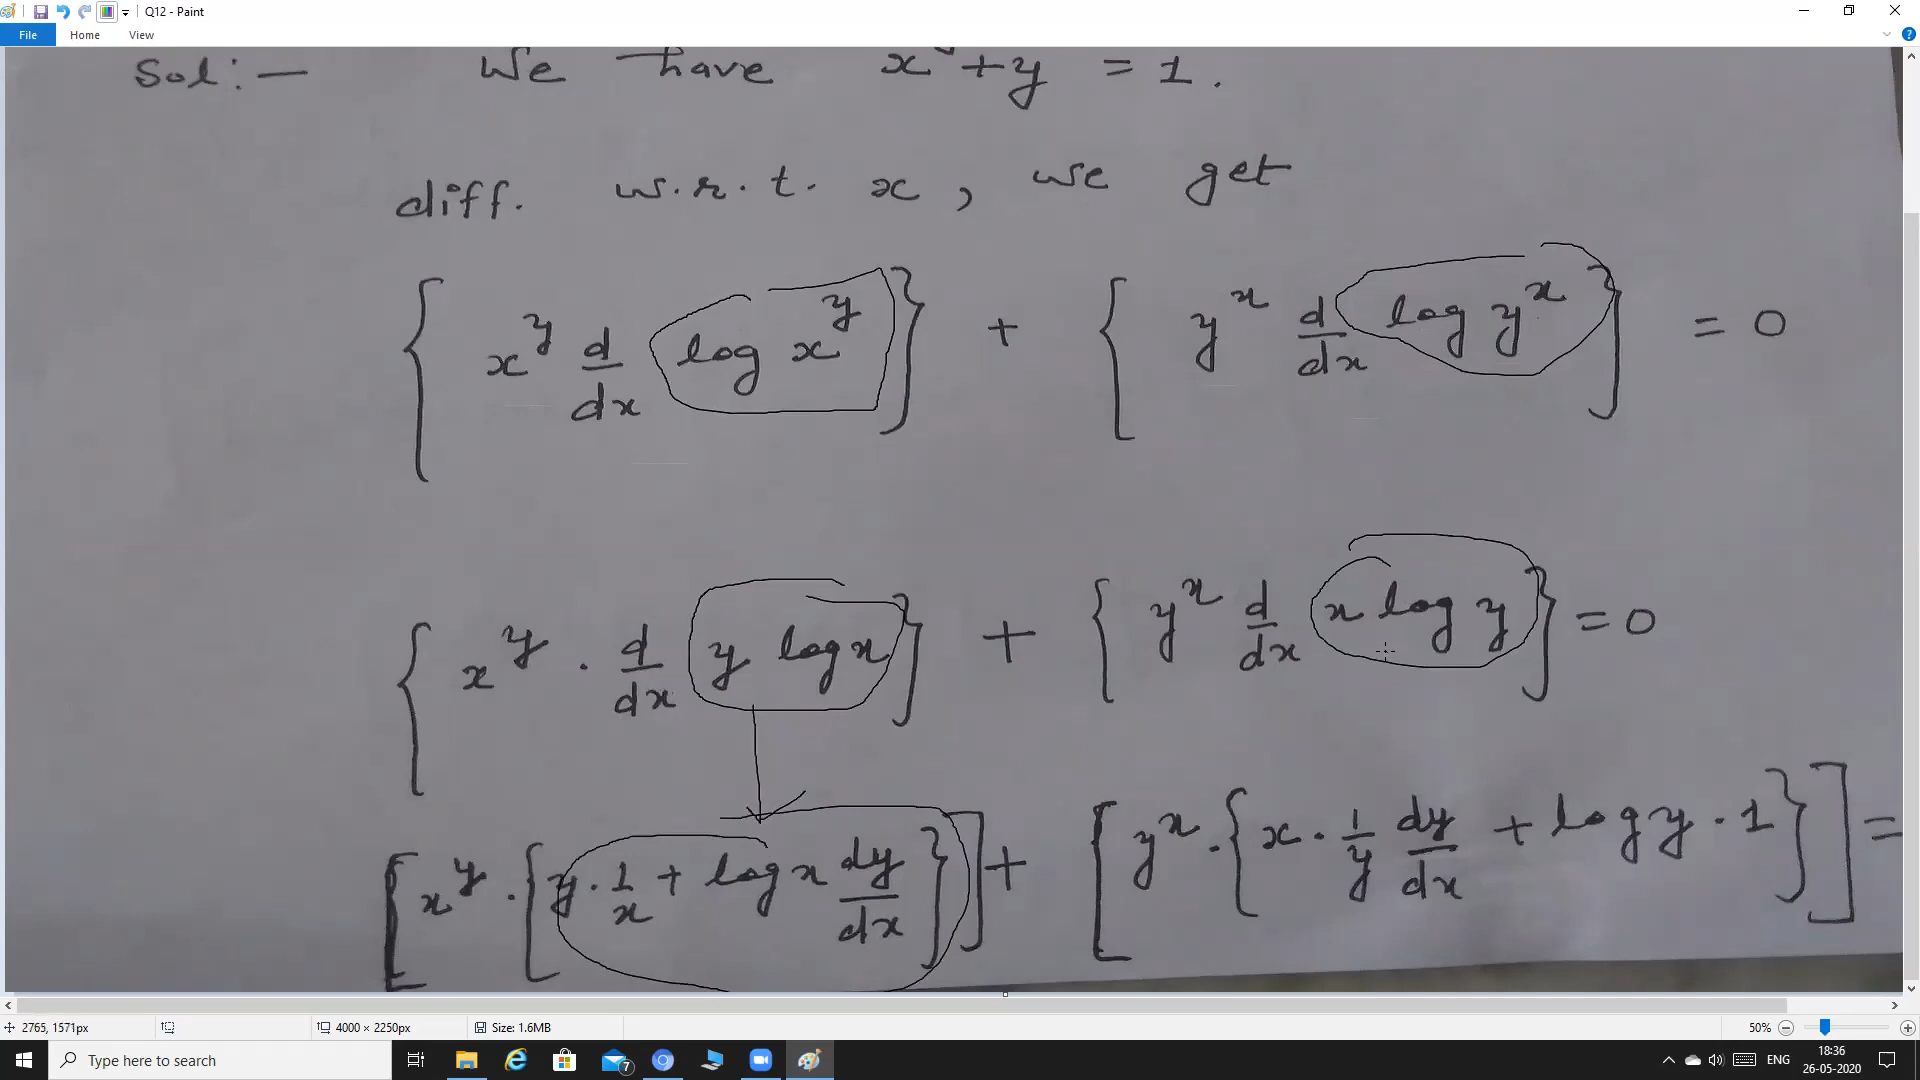 Q12 - Paint
File Home View
Sol:— We have x^y + y^x = 1.
diff. w.r.t. x, we get
{ x^y d/dx log x^y } + { y^x d/dx log y^x } = 0
{ x^y . d/dx y log x } + { y^x d/dx x log y } = 0
[ x^y . { y . 1/x + log x dy/dx } ] + [ y^x . { x . 1/y dy/dx + log y . 1 } ] =
2765, 1571px 4000 × 2250px Size: 1.6MB 50%
Type here to search 7 ENG 18:36
26-05-2020